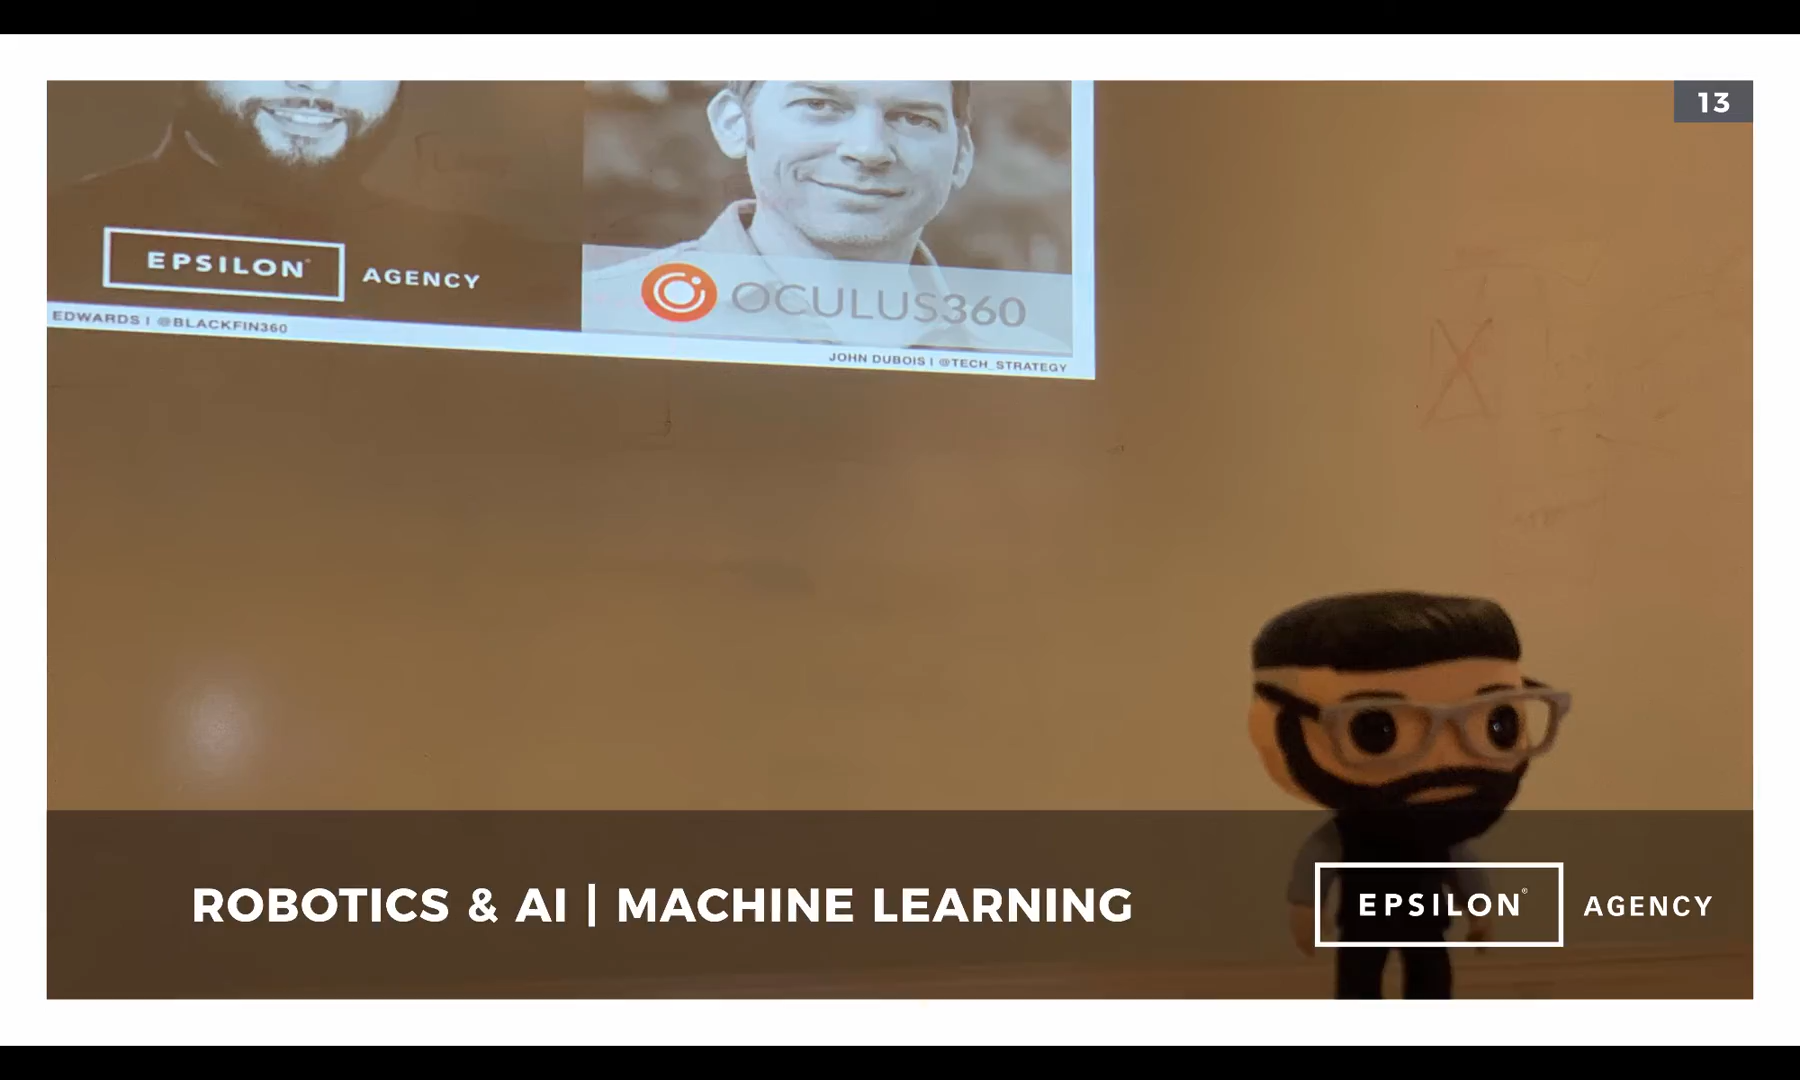 13
EPSILON® AGENCY
OCULUS360
EDWARDS | @BLACKFIN360
JOHN DUBOIS | @TECH_STRATEGY
ROBOTICS & AI | MACHINE LEARNING
EPSILON® AGENCY